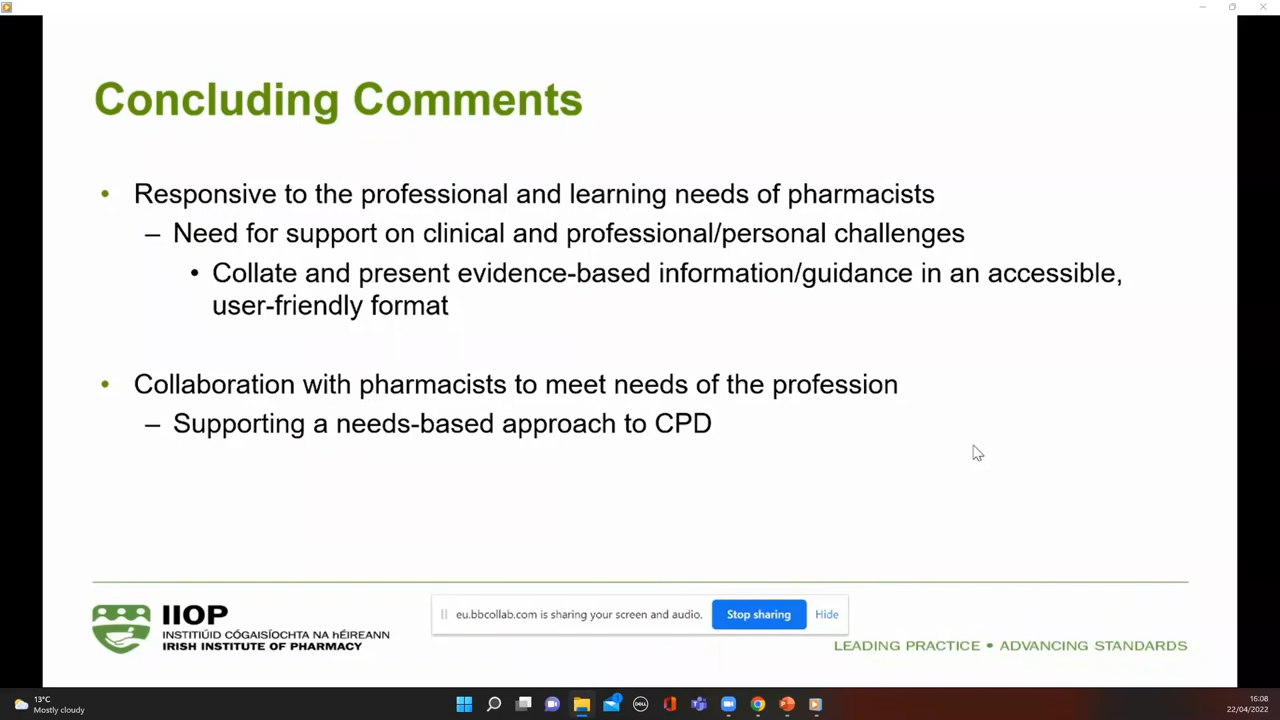 Concluding Comments
• Responsive to the professional and learning needs of pharmacists
– Need for support on clinical and professional/personal challenges
• Collate and present evidence-based information/guidance in an accessible,
user-friendly format
• Collaboration with pharmacists to meet needs of the profession
– Supporting a needs-based approach to CPD
IIOP
INSTITIÚID CÓGAISÍOCHTA NA hÉIREANN
IRISH INSTITUTE OF PHARMACY
eu.bbcollab.com is sharing your screen and audio.
Stop sharing
Hide
LEADING PRACTICE • ADVANCING STANDARDS
13°C
Mostly cloudy
1
DELL
16:08
22/04/2022